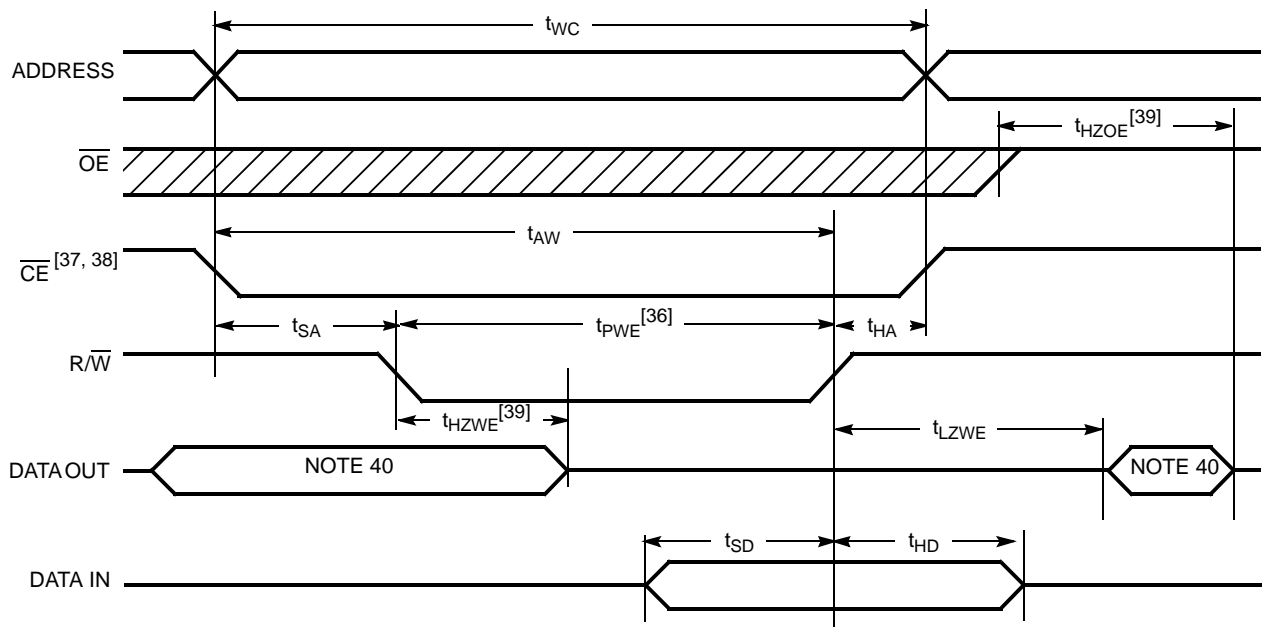 tWC
ADDRESS
tHZOE[39]
OE
tAW
CE [37, 38]
tSA
tPWE[36]
tHA
R/W
tHZWE[39]
tLZWE
DATA OUT
NOTE 40
NOTE 40
tSD
tHD
DATA IN